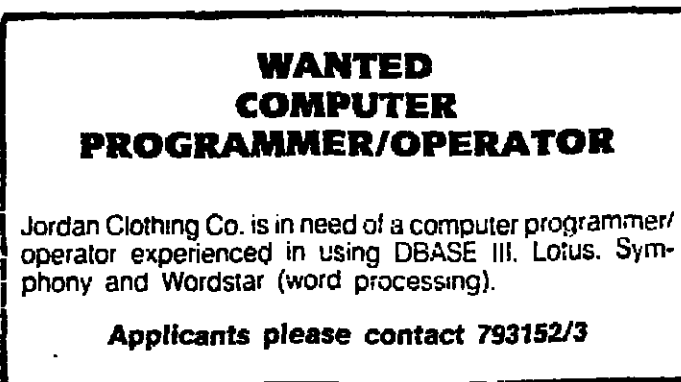 WANTED
COMPUTER
PROGRAMMER/OPERATOR
Jordan Clothing Co. is in need of a computer programmer/
operator experienced in using DBASE III. Lotus. Sym-
phony and Wordstar (word processing).
Applicants please contact 793152/3